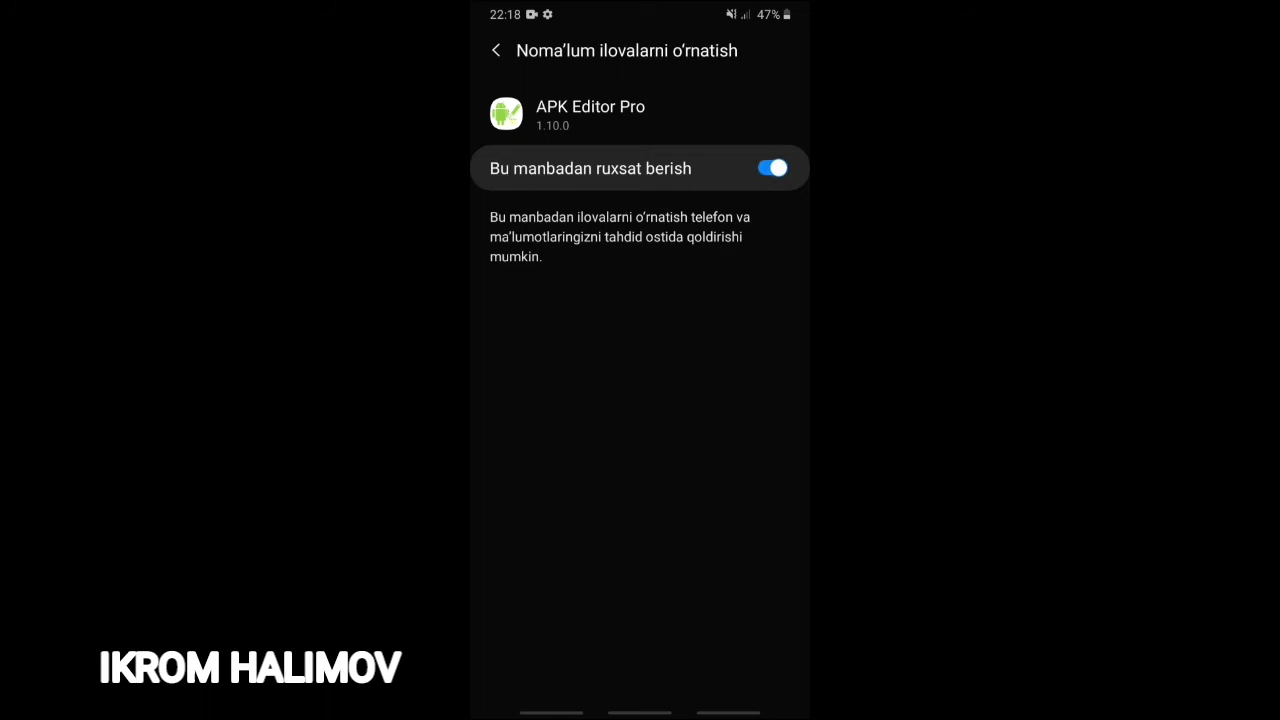 22:18
47%
Noma’lum ilovalarni o‘rnatish
APK Editor Pro
1.10.0
Bu manbadan ruxsat berish
Bu manbadan ilovalarni o‘rnatish telefon va
ma’lumotlaringizni tahdid ostida qoldirishi
mumkin.
IKROM HALIMOV